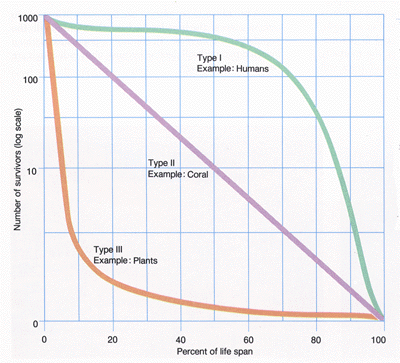 1000
100
10
0
Number of survivors (log scale)
Type I
Example: Humans
Type II
Example: Coral
Type III
Example: Plants
0 20 40 60 80 100
Percent of life span